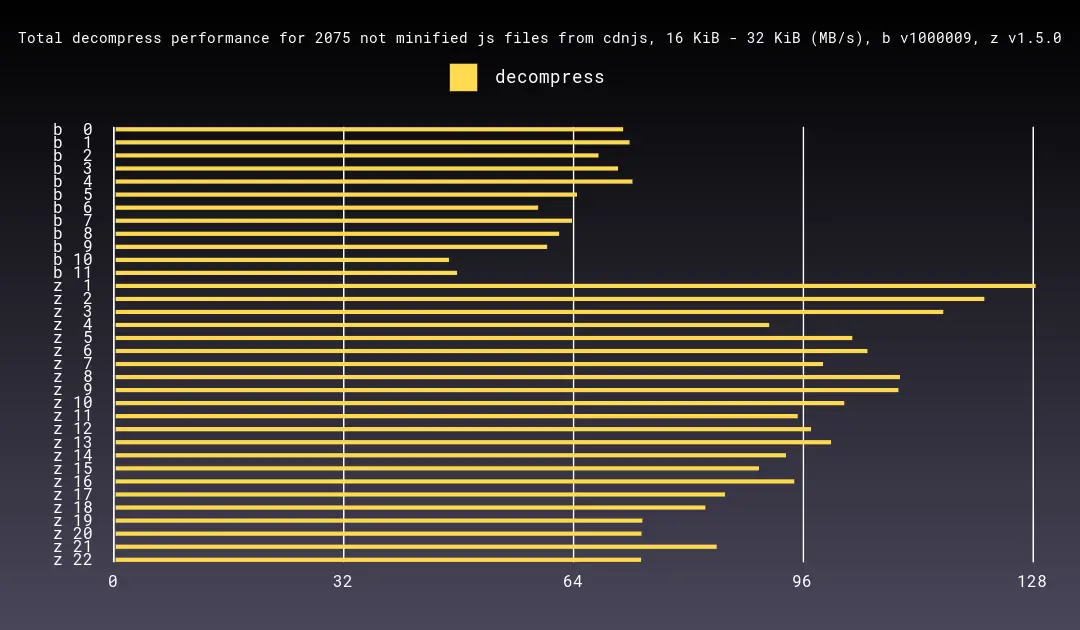 Total decompress performance for 2075 not minified js files from cdnjs, 16 KiB - 32 KiB (MB/s), b v1000009, z v1.5.0
decompress
b 0
b 1
b 2
b 3
b 4
b 5
b 6
b 7
b 8
b 9
b 10
b 11
z 1
z 2
z 3
z 4
z 5
z 6
z 7
z 8
z 9
z 10
z 11
z 12
z 13
z 14
z 15
z 16
z 17
z 18
z 19
z 20
z 21
z 22
0 32 64 96 128